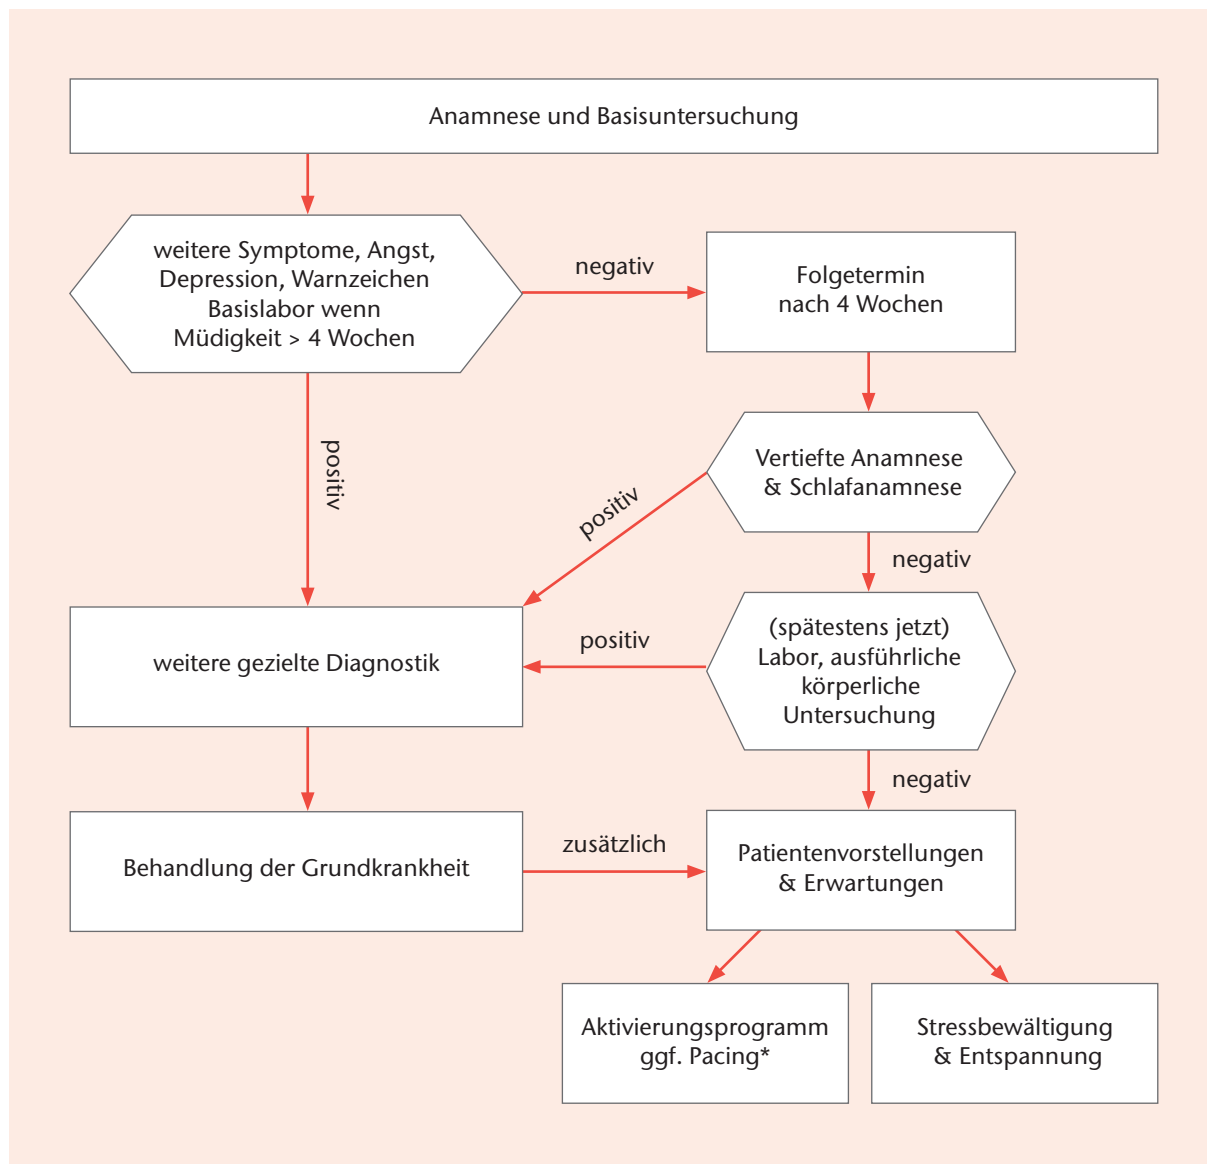 Anamnese und Basisuntersuchung
weitere Symptome, Angst,
Depression, Warnzeichen
Basislabor wenn
Müdigkeit > 4 Wochen
negativ
Folgetermin
nach 4 Wochen
positiv
Vertiefte Anamnese
& Schlafanamnese
positiv
negativ
(spätestens jetzt)
Labor, ausführliche
körperliche
Untersuchung
positiv
weitere gezielte Diagnostik
negativ
Behandlung der Grundkrankheit
zusätzlich
Patientenvorstellungen
& Erwartungen
Aktivierungsprogramm
ggf. Pacing*
Stressbewältigung
& Entspannung